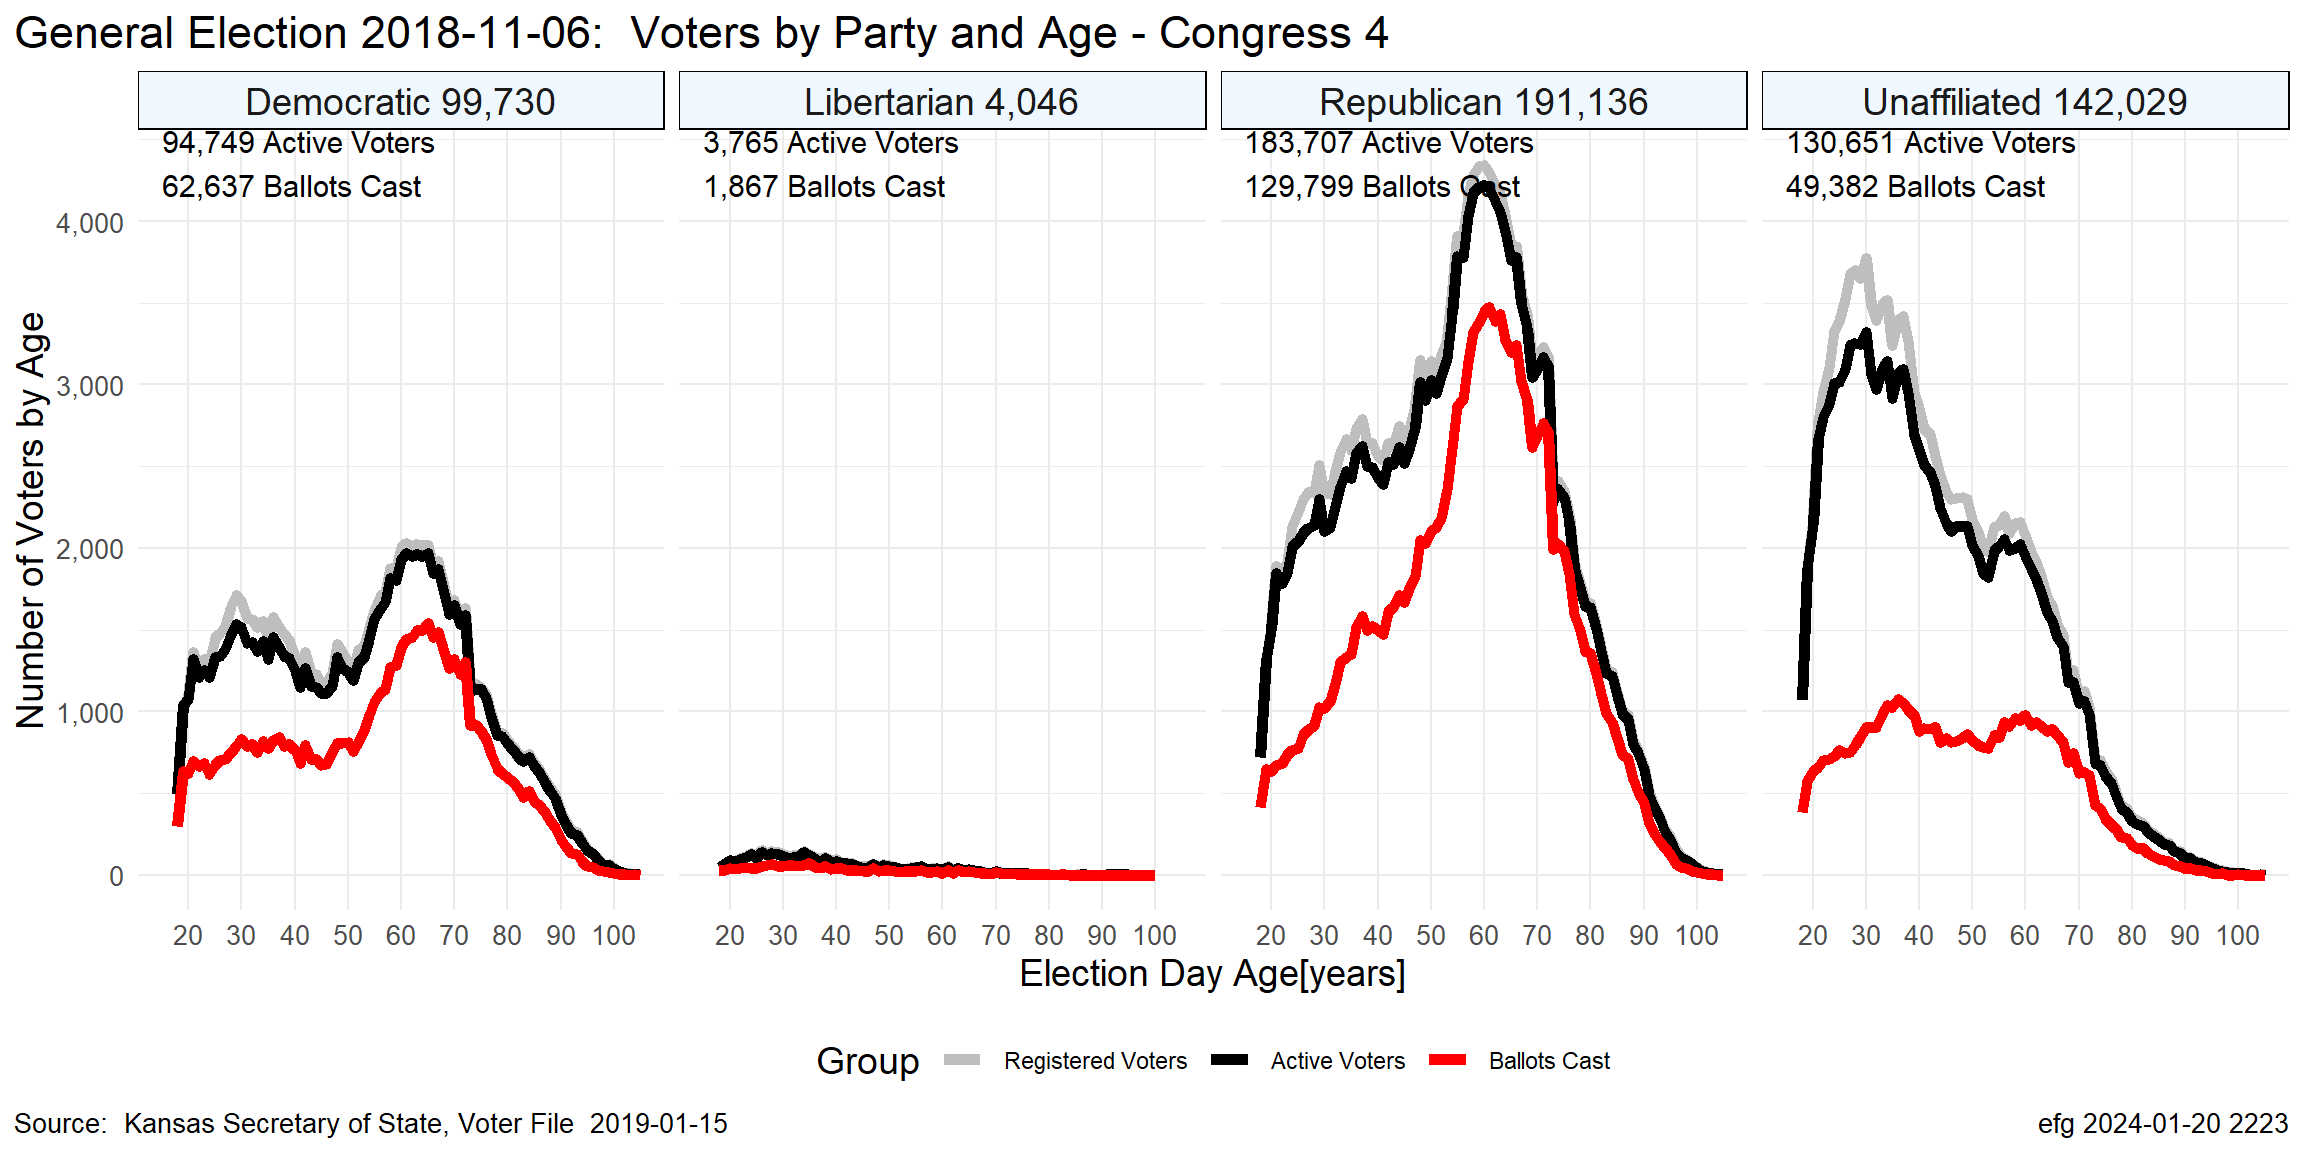 General Election 2018-11-06:  Voters by Party and Age - Congress 4
Democratic 99,730
94,749 Active Voters
62,637 Ballots Cast
Libertarian 4,046
3,765 Active Voters
1,867 Ballots Cast
Republican 191,136
183,707 Active Voters
129,799 Ballots Cast
Unaffiliated 142,029
130,651 Active Voters
49,382 Ballots Cast
Number of Voters by Age
4,000
3,000
2,000
1,000
0
20 30 40 50 60 70 80 90 100
20 30 40 50 60 70 80 90 100
20 30 40 50 60 70 80 90 100
20 30 40 50 60 70 80 90 100
Election Day Age[years]
Group Registered Voters Active Voters Ballots Cast
Source:  Kansas Secretary of State, Voter File  2019-01-15
efg 2024-01-20 2223